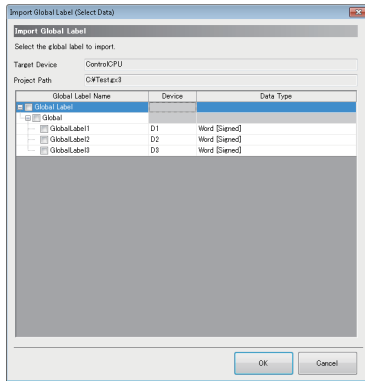 Import Global Label (Select Data)
Import Global Label
Select the global label to import.
Target Device ControlCPU
Project Path C:¥Test.gx3
Global Label Name Device Data Type
Global Label
Global
GlobalLabel1 D1 Word [Signed]
GlobalLabel2 D2 Word [Signed]
GlobalLabel3 D3 Word [Signed]
OK Cancel